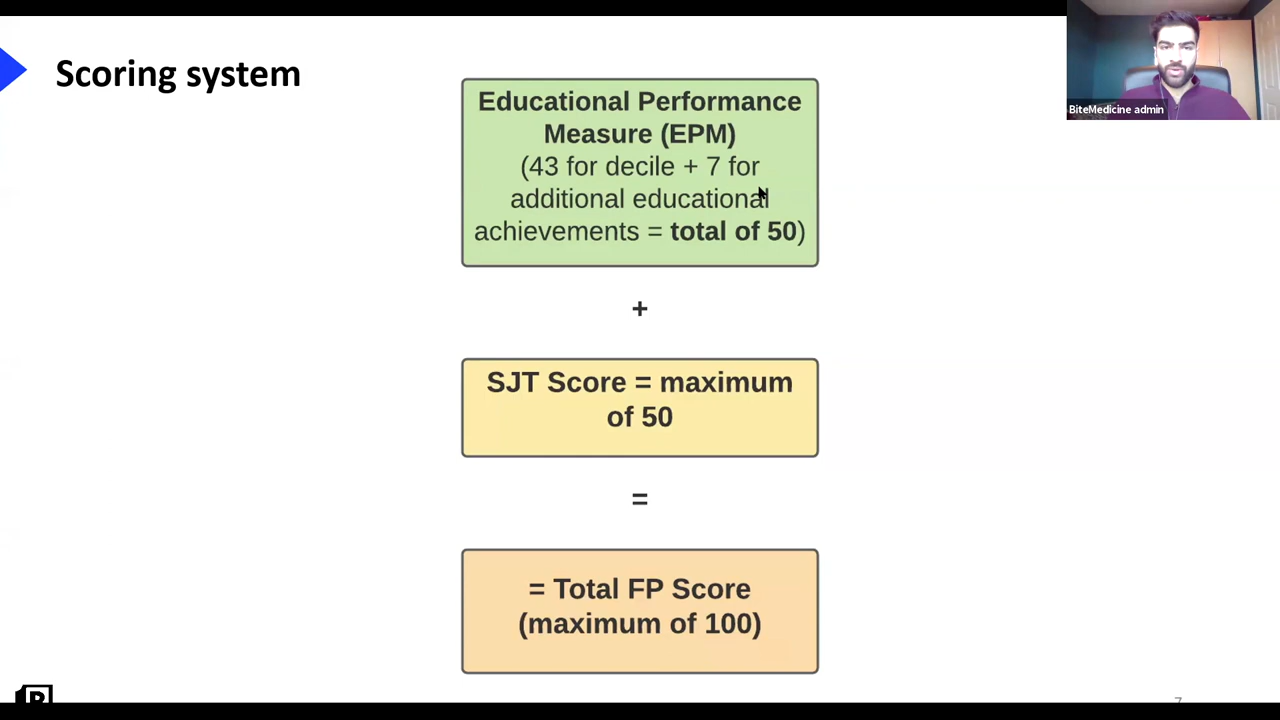 Scoring system
Educational Performance
Measure (EPM)
(43 for decile + 7 for
additional educational
achievements = total of 50)
+
SJT Score = maximum
of 50
=
= Total FP Score
(maximum of 100)
BiteMedicine admin